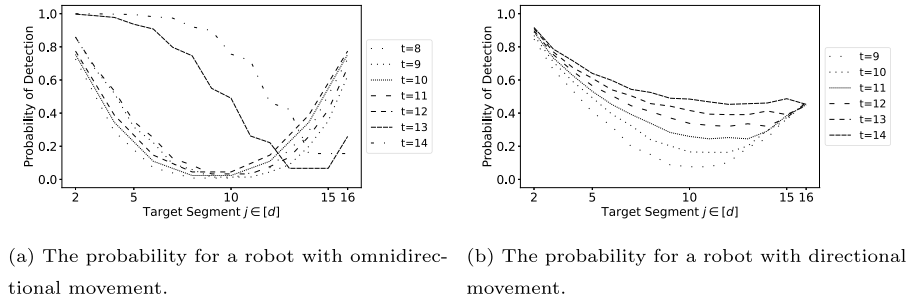 Probability of Detection
1.0
0.8
0.6
0.4
0.2
0.0
2
5
10
15 16
Target Segment j ∈ [d]
t=8
t=9
t=10
t=11
t=12
t=13
t=14
Probability of Detection
1.0
0.8
0.6
0.4
0.2
0.0
2
5
10
15 16
Target Segment j ∈ [d]
t=9
t=10
t=11
t=12
t=13
t=14
(a) The probability for a robot with omnidirec-
tional movement.
(b) The probability for a robot with directional
movement.